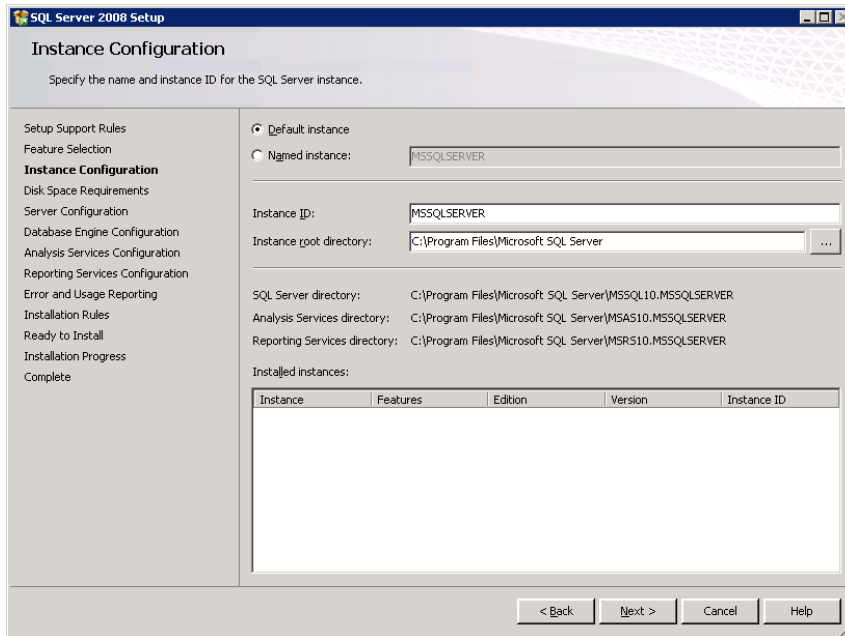 SQL Server 2008 Setup
Instance Configuration
Specify the name and instance ID for the SQL Server instance.
Setup Support Rules
Feature Selection
Instance Configuration
Disk Space Requirements
Server Configuration
Database Engine Configuration
Analysis Services Configuration
Reporting Services Configuration
Error and Usage Reporting
Installation Rules
Ready to Install
Installation Progress
Complete
Default instance
Named instance: MSSQLSERVER
Instance ID: MSSQLSERVER
Instance root directory: C:\Program Files\Microsoft SQL Server ...
SQL Server directory: C:\Program Files\Microsoft SQL Server\MSSQL10.MSSQLSERVER
Analysis Services directory: C:\Program Files\Microsoft SQL Server\MSAS10.MSSQLSERVER
Reporting Services directory: C:\Program Files\Microsoft SQL Server\MSRS10.MSSQLSERVER
Installed instances:
Instance Features Edition Version Instance ID
< Back Next > Cancel Help